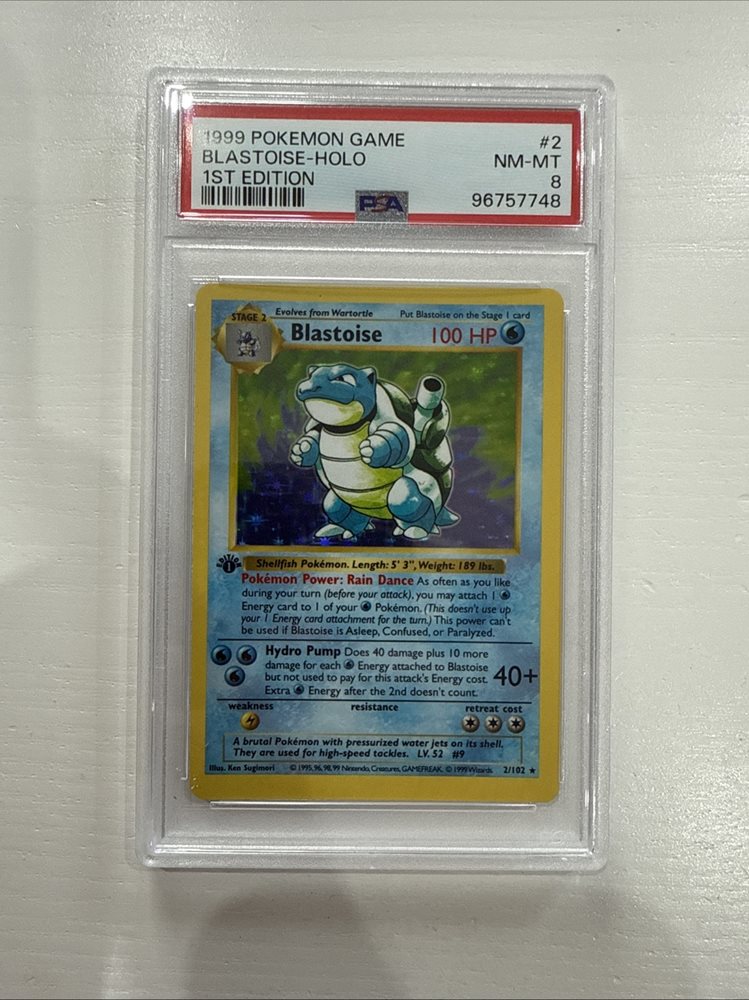 1999 POKEMON GAME #2
BLASTOISE-HOLO NM-MT
1ST EDITION 8
PSA 96757748
STAGE 2 Evolves from Wartortle Put Blastoise on the Stage 1 card
Blastoise 100 HP
EDITION 1
Shellfish Pokémon. Length: 5' 3", Weight: 189 lbs.
Pokémon Power: Rain Dance As often as you like
during your turn (before your attack), you may attach 1
Energy card to 1 of your Pokémon. (This doesn't use up
your 1 Energy card attachment for the turn.) This power can't
be used if Blastoise is Asleep, Confused, or Paralyzed.
Hydro Pump Does 40 damage plus 10 more
damage for each Energy attached to Blastoise
but not used to pay for this attack's Energy cost. 40+
Extra Energy after the 2nd doesn't count.
weakness resistance retreat cost
A brutal Pokémon with pressurized water jets on its shell.
They are used for high-speed tackles. LV. 52 #9
Illus. Ken Sugimori © 1995, 96, 98, 99 Nintendo, Creatures, GAMEFREAK. © 1999 Wizards 2/102 ★